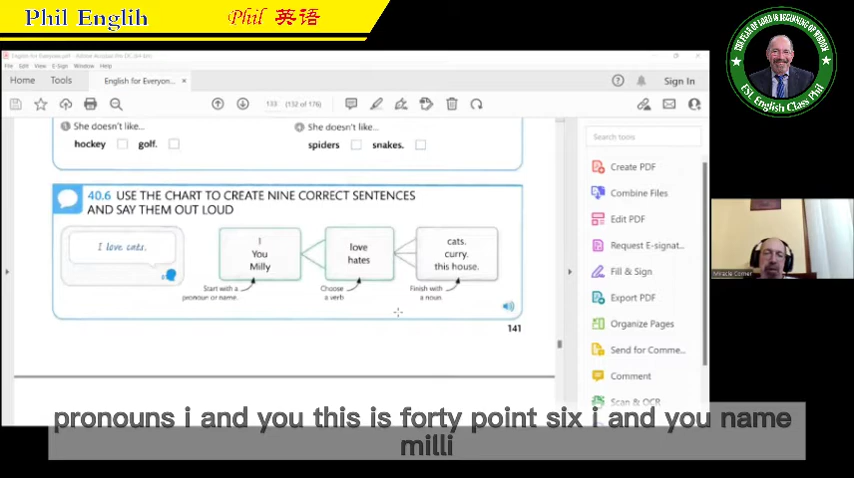 Phil Englih
Phil 英语
THE FEAR OF LORD IS BEGINNING OF WISDOM
ESL English Class Phil
English for Everyone.pdf - Adobe Acrobat Pro DC (64-bit)
File Edit View E-Sign Window Help
Home
Tools
English for Everyon...
×
Sign In
133
(132 of 176)
She doesn't like...
hockey
golf.
4 She doesn't like...
spiders
snakes.
40.6 USE THE CHART TO CREATE NINE CORRECT SENTENCES
AND SAY THEM OUT LOUD
I love cats.
I
You
Milly
love
hates
cats.
curry.
this house.
Start with a
pronoun or name.
Choose
a verb.
Finish with
a noun.
141
Search tools
Create PDF
Combine Files
Edit PDF
Request E-signat...
Fill & Sign
Export PDF
Organize Pages
Send for Comme...
Comment
Scan & OCR
Miracle Corner
pronouns i and you this is forty point six i and you name
milli